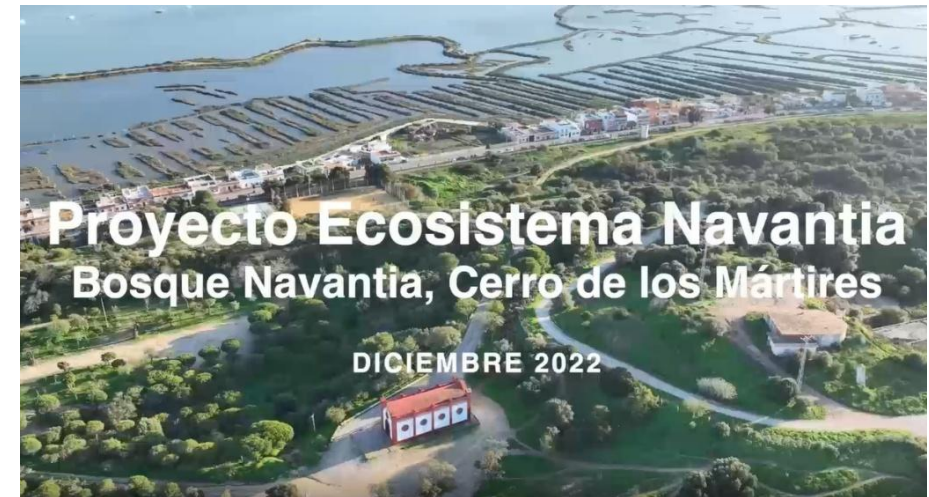 Proyecto Ecosistema Navantia
Bosque Navantia, Cerro de los Mártires
DICIEMBRE 2022